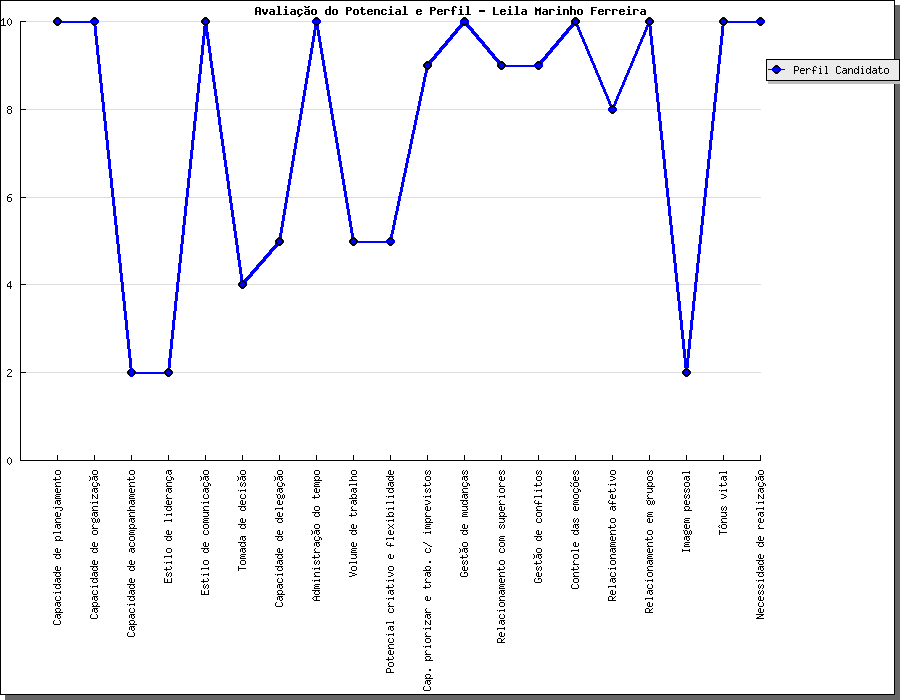 Avaliação do Potencial e Perfil - Leila Marinho Ferreira
10
8
6
4
2
0
Perfil Candidato
Capacidade de planejamento
Capacidade de organização
Capacidade de acompanhamento
Estilo de liderança
Estilo de comunicação
Tomada de decisão
Capacidade de delegação
Administração do tempo
Volume de trabalho
Potencial criativo e flexibilidade
Cap. priorizar e trab. c/ imprevistos
Gestão de mudanças
Relacionamento com superiores
Gestão de conflitos
Controle das emoções
Relacionamento afetivo
Relacionamento em grupos
Imagem pessoal
Tônus vital
Necessidade de realização